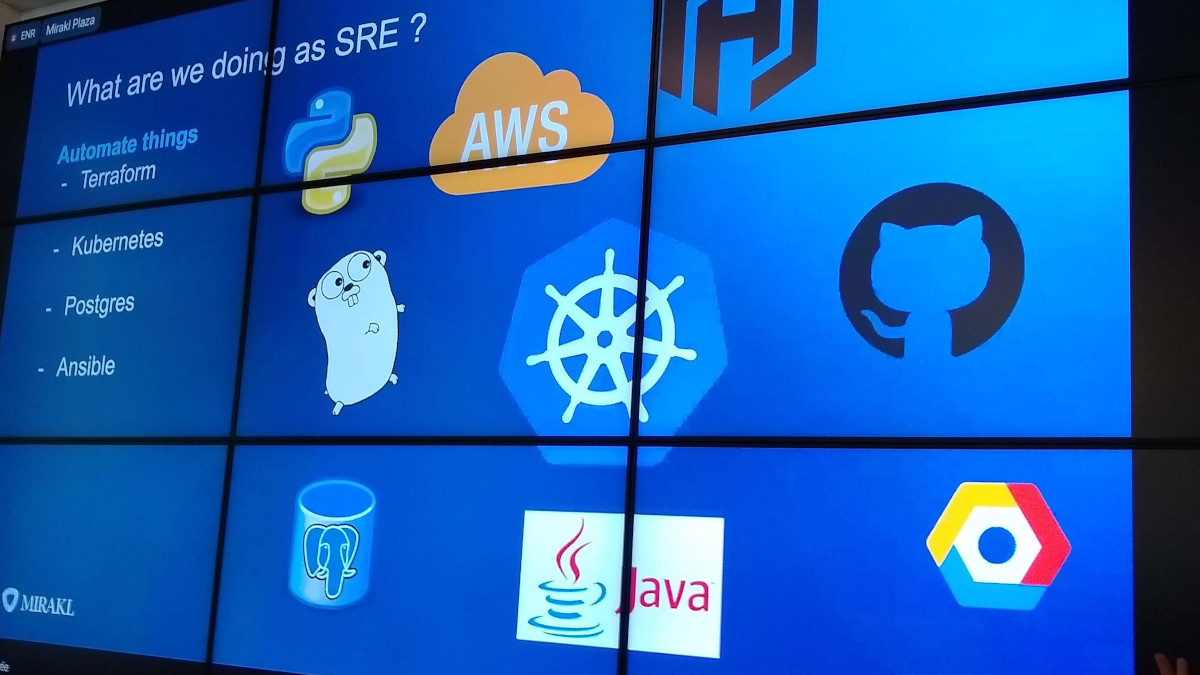 ENR Mirakl Plaza
What are we doing as SRE ?
Automate things
- Terraform
- Kubernetes
- Postgres
- Ansible
AWS
Java
MIRAKL